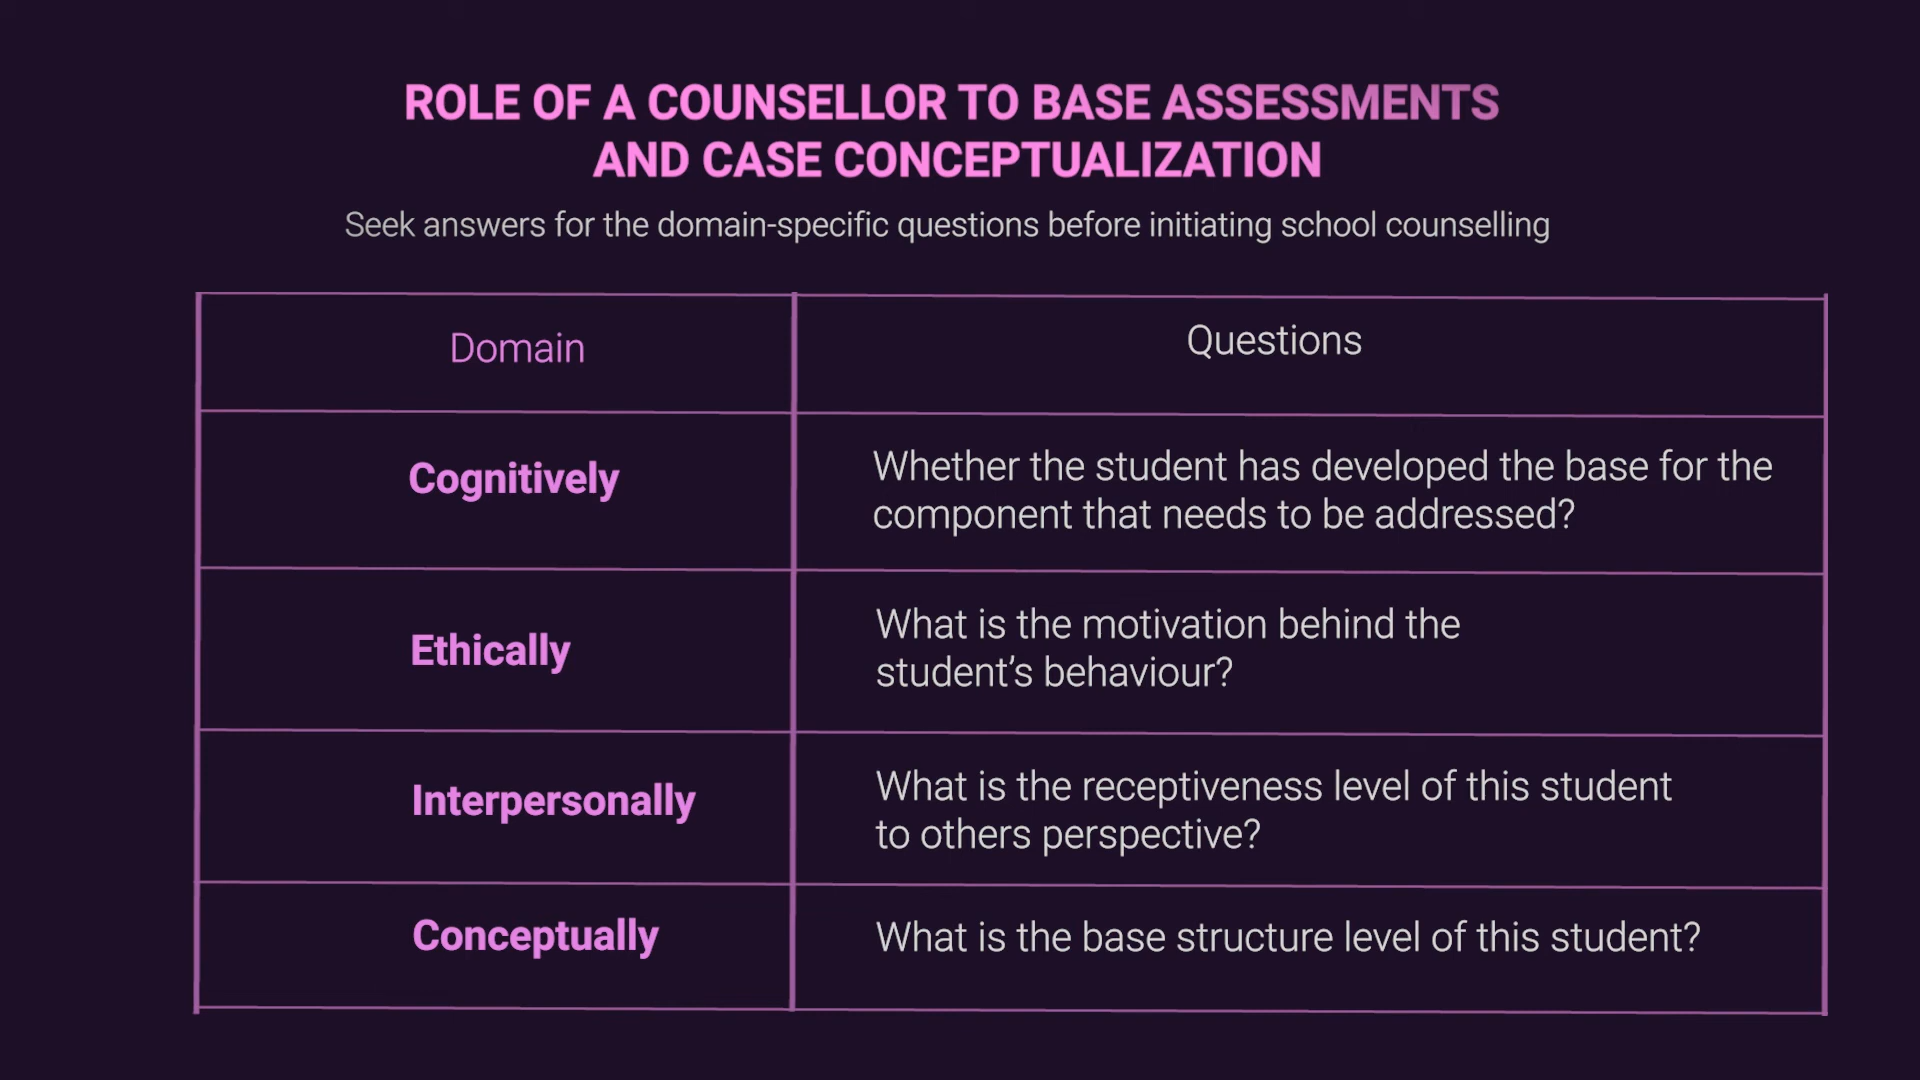 ROLE OF A COUNSELLOR TO BASE ASSESSMENTS
AND CASE CONCEPTUALIZATION
Seek answers for the domain-specific questions before initiating school counselling
Domain
Questions
Cognitively
Whether the student has developed the base for the
component that needs to be addressed?
Ethically
What is the motivation behind the
student’s behaviour?
Interpersonally
What is the receptiveness level of this student
to others perspective?
Conceptually
What is the base structure level of this student?